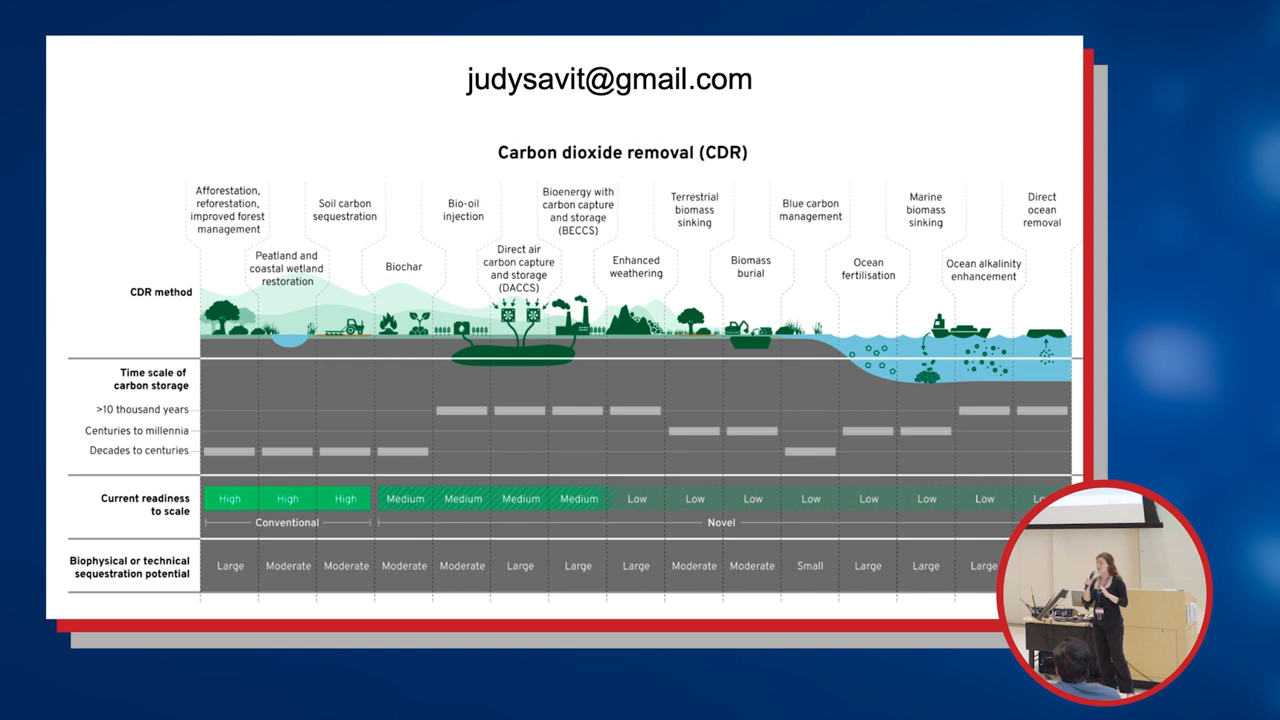 judysavit@gmail.com
Carbon dioxide removal (CDR)
Afforestation,
reforestation,
improved forest
management
Peatland and
coastal wetland
restoration
Soil carbon
sequestration
Biochar
Bio-oil
injection
Direct air
carbon capture
and storage
(DACCS)
Bioenergy with
carbon capture
and storage
(BECCS)
Enhanced
weathering
Terrestrial
biomass
sinking
Biomass
burial
Blue carbon
management
Ocean
fertilisation
Marine
biomass
sinking
Ocean alkalinity
enhancement
Direct
ocean
removal
CDR method
Time scale of
carbon storage
>10 thousand years
Centuries to millennia
Decades to centuries
Current readiness
to scale
High High High Medium Medium Medium Medium Low Low Low Low Low Low Low
Conventional Novel
Biophysical or technical
sequestration potential
Large Moderate Moderate Moderate Moderate Large Large Large Moderate Moderate Small Large Large Large